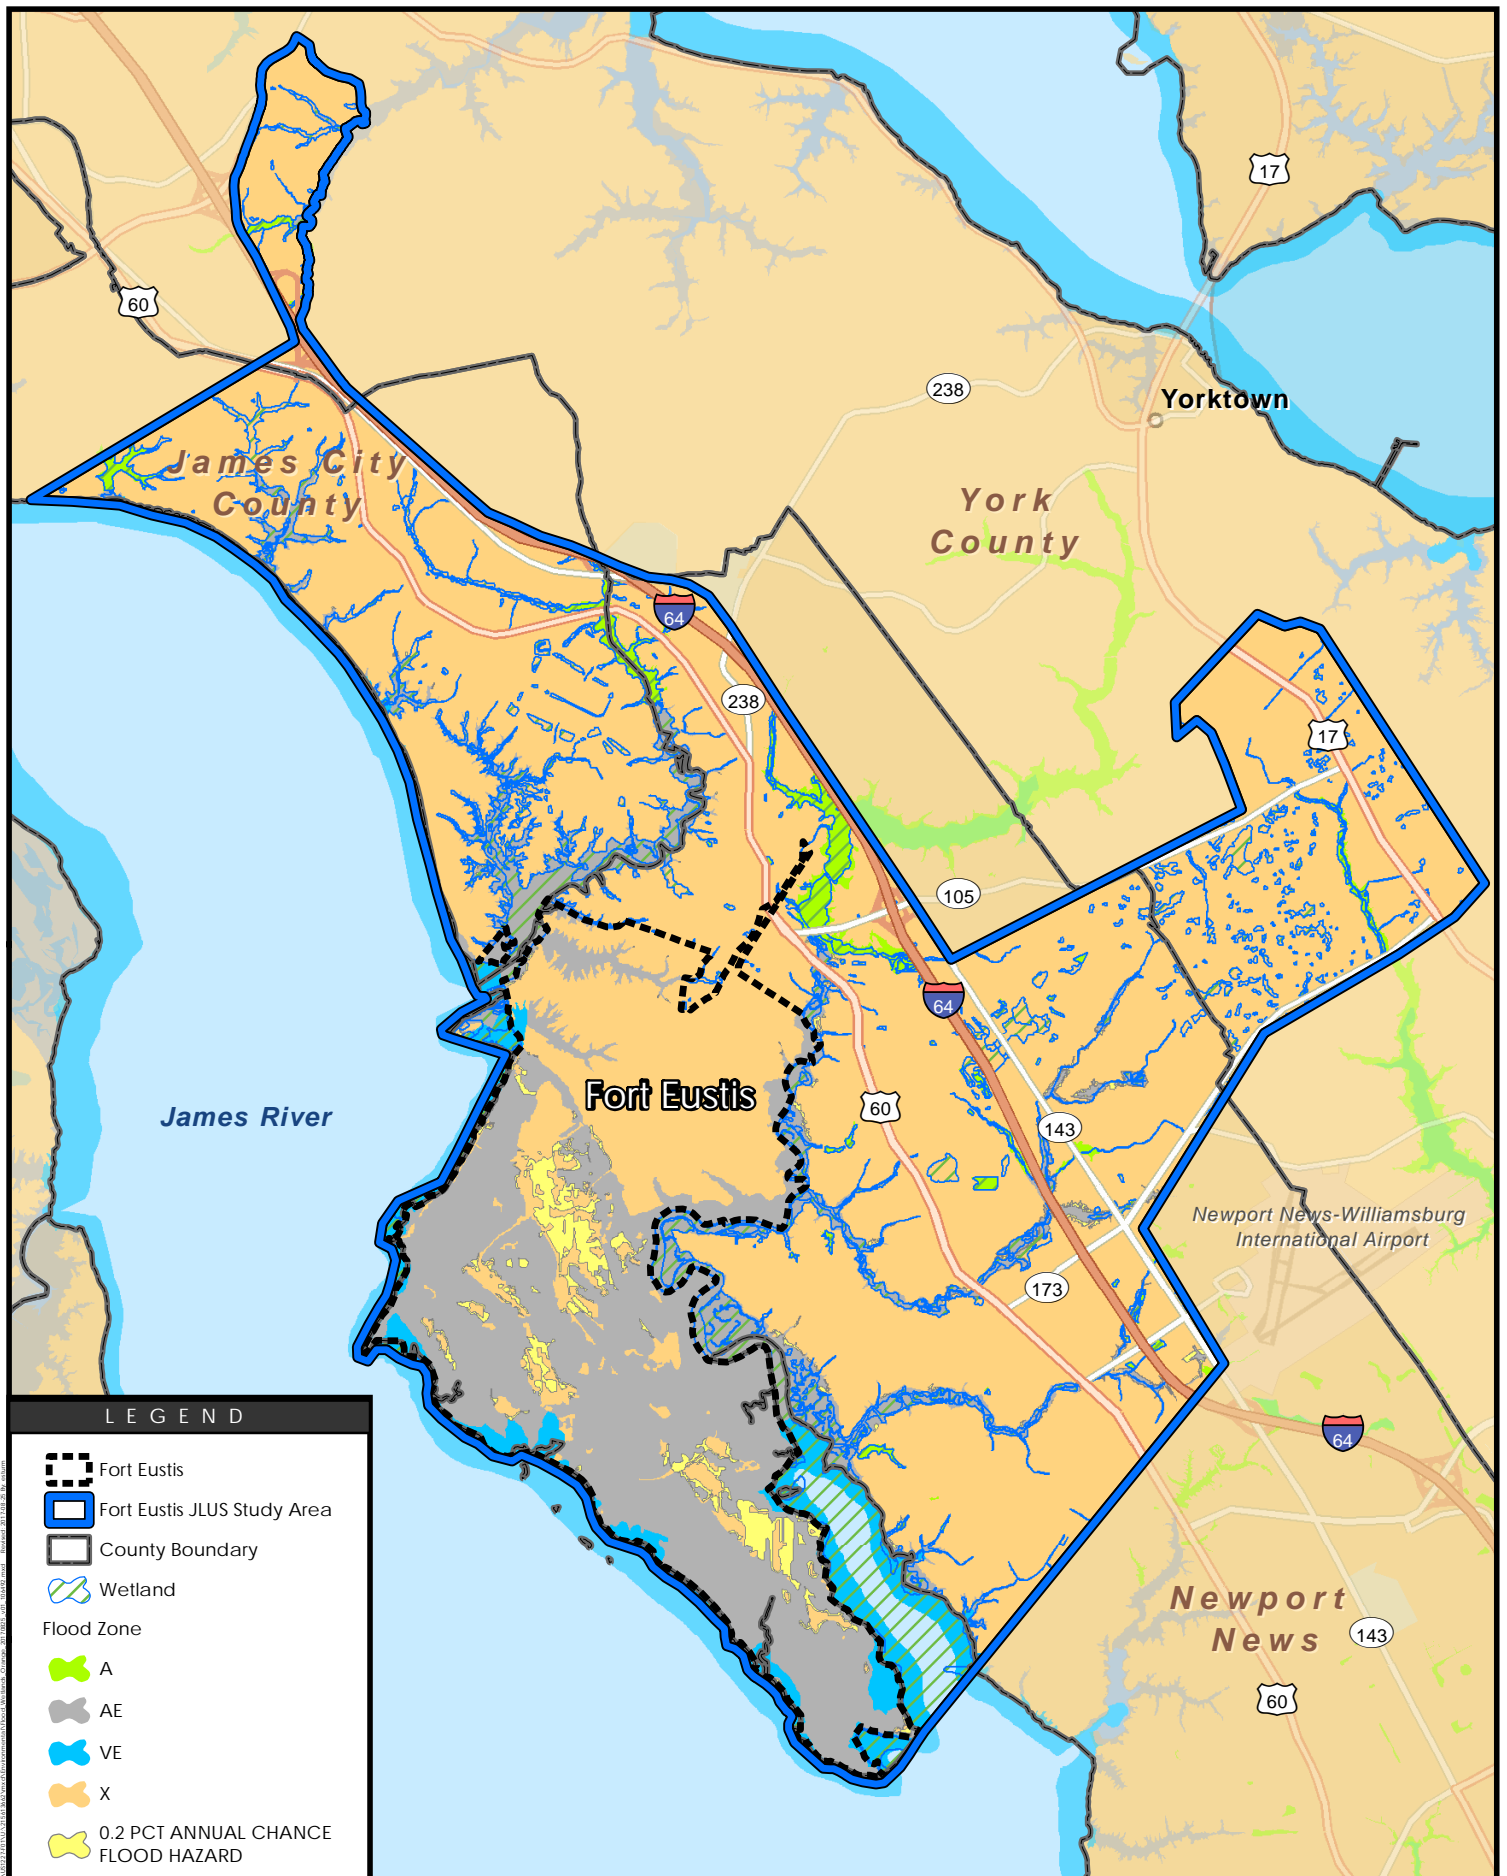 17
60
238
Yorktown
James City
County
York
County
64
238
17
105
64
Fort Eustis
60
James River
143
Newport News-Williamsburg
International Airport
173
64
LEGEND
Fort Eustis
Fort Eustis JLUS Study Area
County Boundary
Wetland
Flood Zone
A
AE
VE
X
0.2 PCT ANNUAL CHANCE
FLOOD HAZARD
Newport
News
143
60